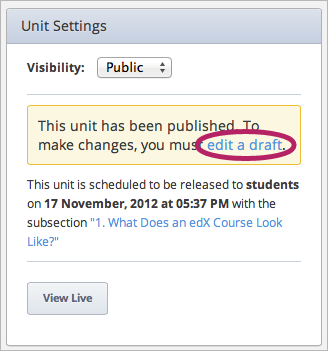 Unit Settings
Visibility: Public
This unit has been published. To
make changes, you must edit a draft.
This unit is scheduled to be released to students
on 17 November, 2012 at 05:37 PM with the
subsection "1. What Does an edX Course Look
Like?"
View Live